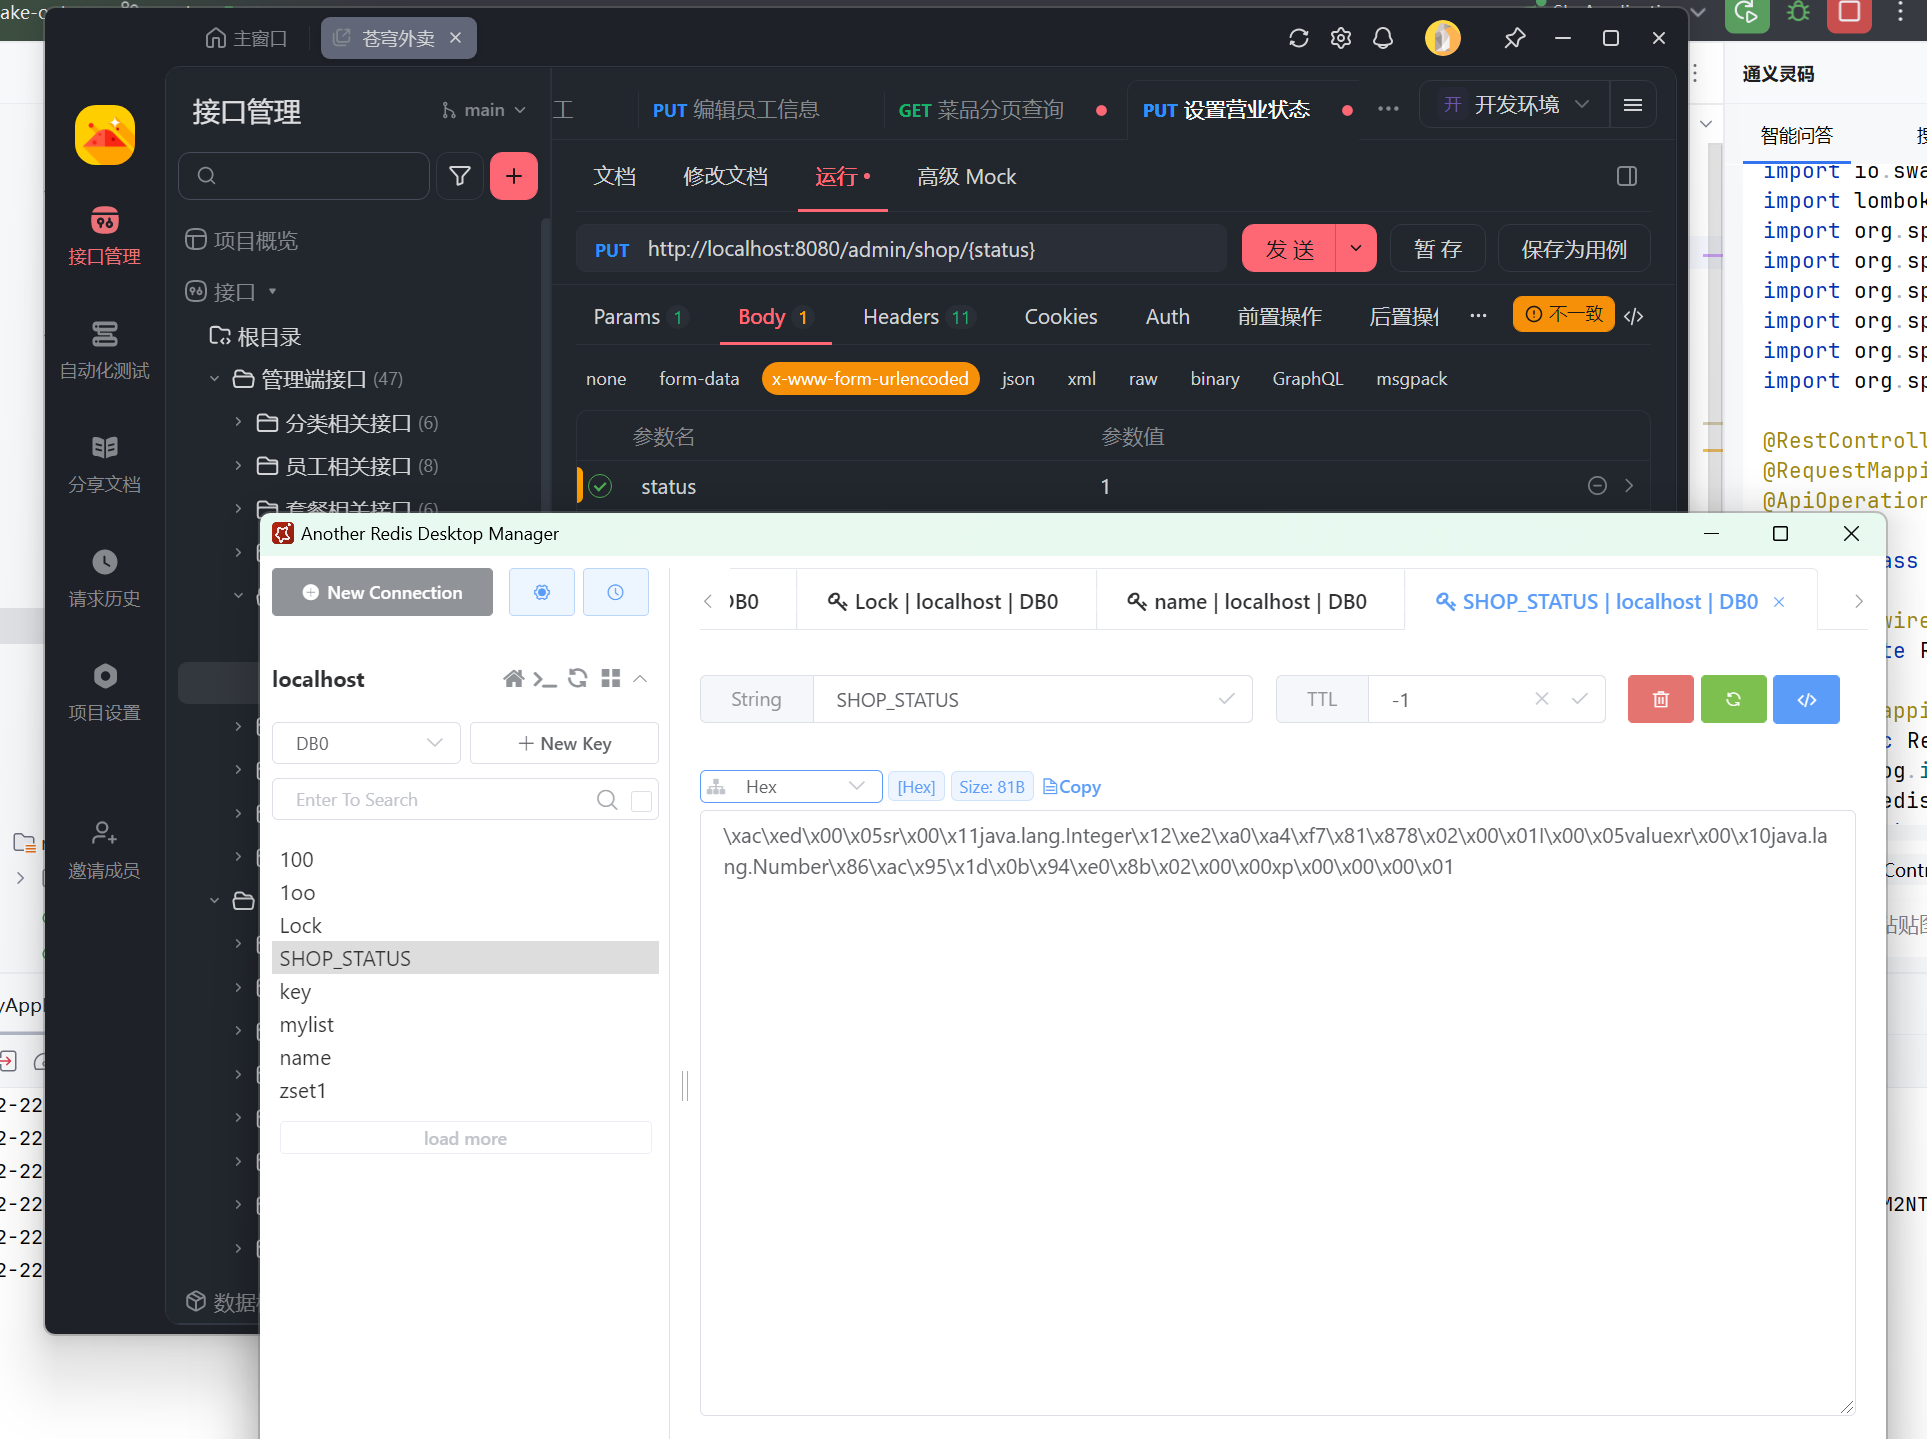 主窗口
苍穹外卖
接口管理
main
工
PUT 编辑员工信息
GET 菜品分页查询
PUT 设置营业状态
开 开发环境
通义灵码
智能问答
文档
修改文档
运行
高级 Mock
PUT http://localhost:8080/admin/shop/{status}
发 送
暂 存
保存为用例
接口管理
自动化测试
分享文档
请求历史
项目设置
邀请成员
项目概览
接口
根目录
管理端接口 (47)
分类相关接口 (6)
员工相关接口 (8)
套餐相关接口 (6)
Params 1
Body 1
Headers 11
Cookies
Auth
前置操作
后置操作
不一致
none
form-data
x-www-form-urlencoded
json
xml
raw
binary
GraphQL
msgpack
参数名
参数值
status
1
import io.swa
import lombok
import org.sp
import org.sp
import org.sp
import org.sp
import org.sp
import org.sp
@RestControll
@RequestMappi
@ApiOperation
Another Redis Desktop Manager
New Connection
DB0
Lock | localhost | DB0
name | localhost | DB0
SHOP_STATUS | localhost | DB0
localhost
String
SHOP_STATUS
TTL
-1
DB0
New Key
Enter To Search
Hex
[Hex]
Size: 81B
Copy
\xac\xed\x00\x05sr\x00\x11java.lang.Integer\x12\xe2\xa0\xa4\xf7\x81\x878\x02\x00\x01I\x00\x05valuexr\x00\x10java.la
ng.Number\x86\xac\x95\x1d\x0b\x94\xe0\x8b\x02\x00\x00xp\x00\x00\x00\x01
100
1oo
Lock
SHOP_STATUS
key
mylist
name
zset1
load more
yAppl
2-22
2-22
2-22
2-22
2-22
2-22
M2NT